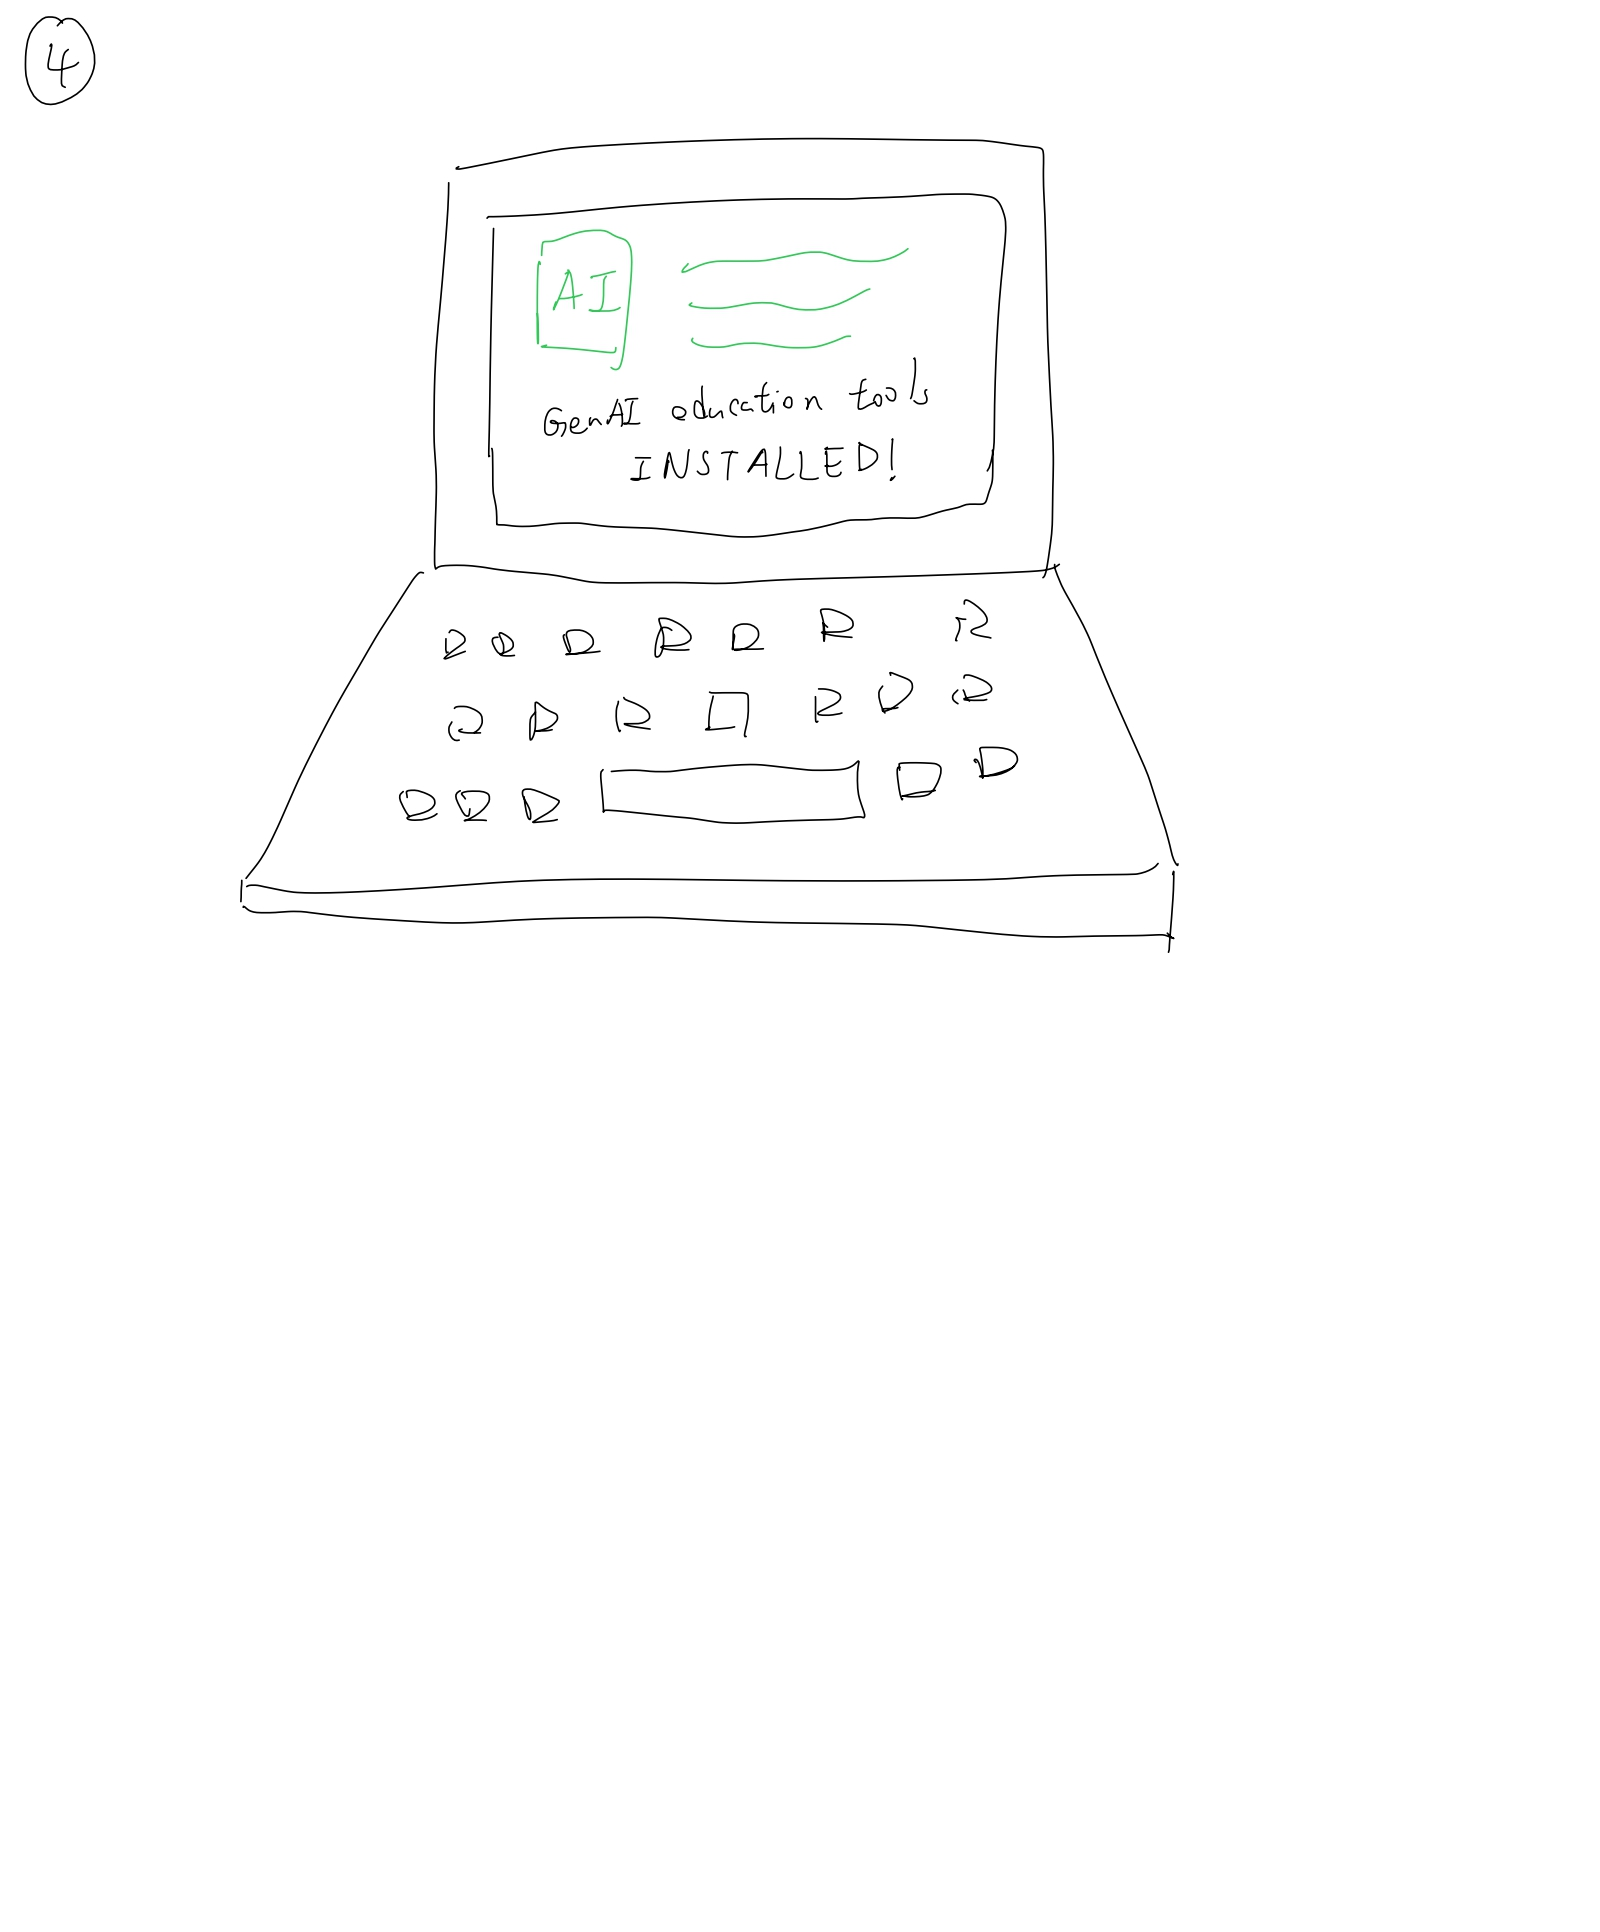 4
AI
GenAI education tools
INSTALLED!